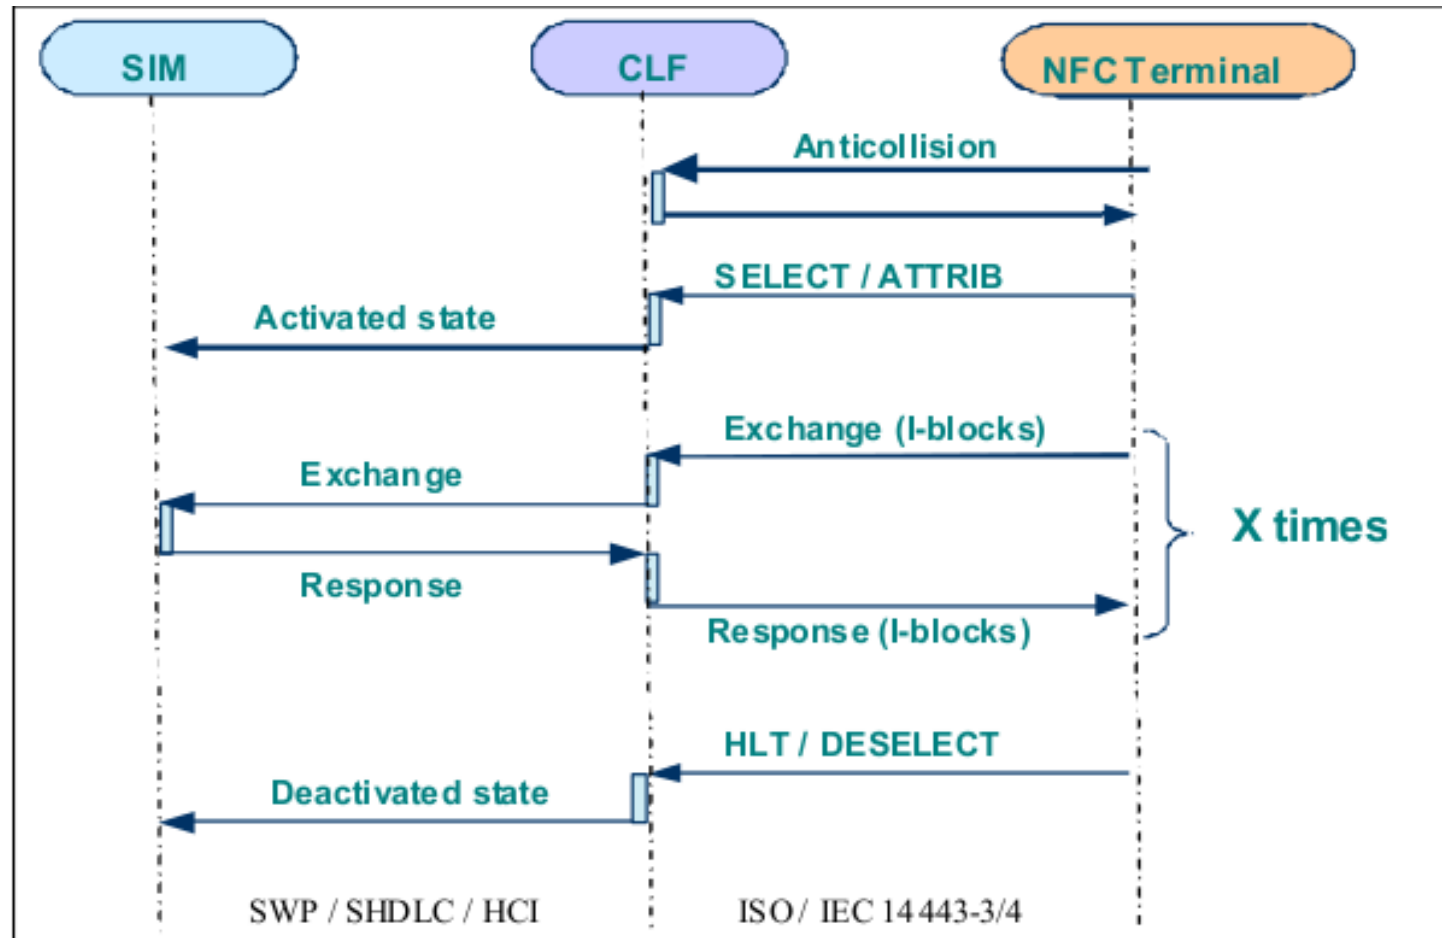 SIM
CLF
NFC Terminal
Anticollision
SELECT / ATTRIB
Activated state
Exchange (I-blocks)
Exchange
X times
Response
Response (I-blocks)
HLT / DESELECT
Deactivated state
SWP / SHDLC / HCI
ISO / IEC 14443-3/4